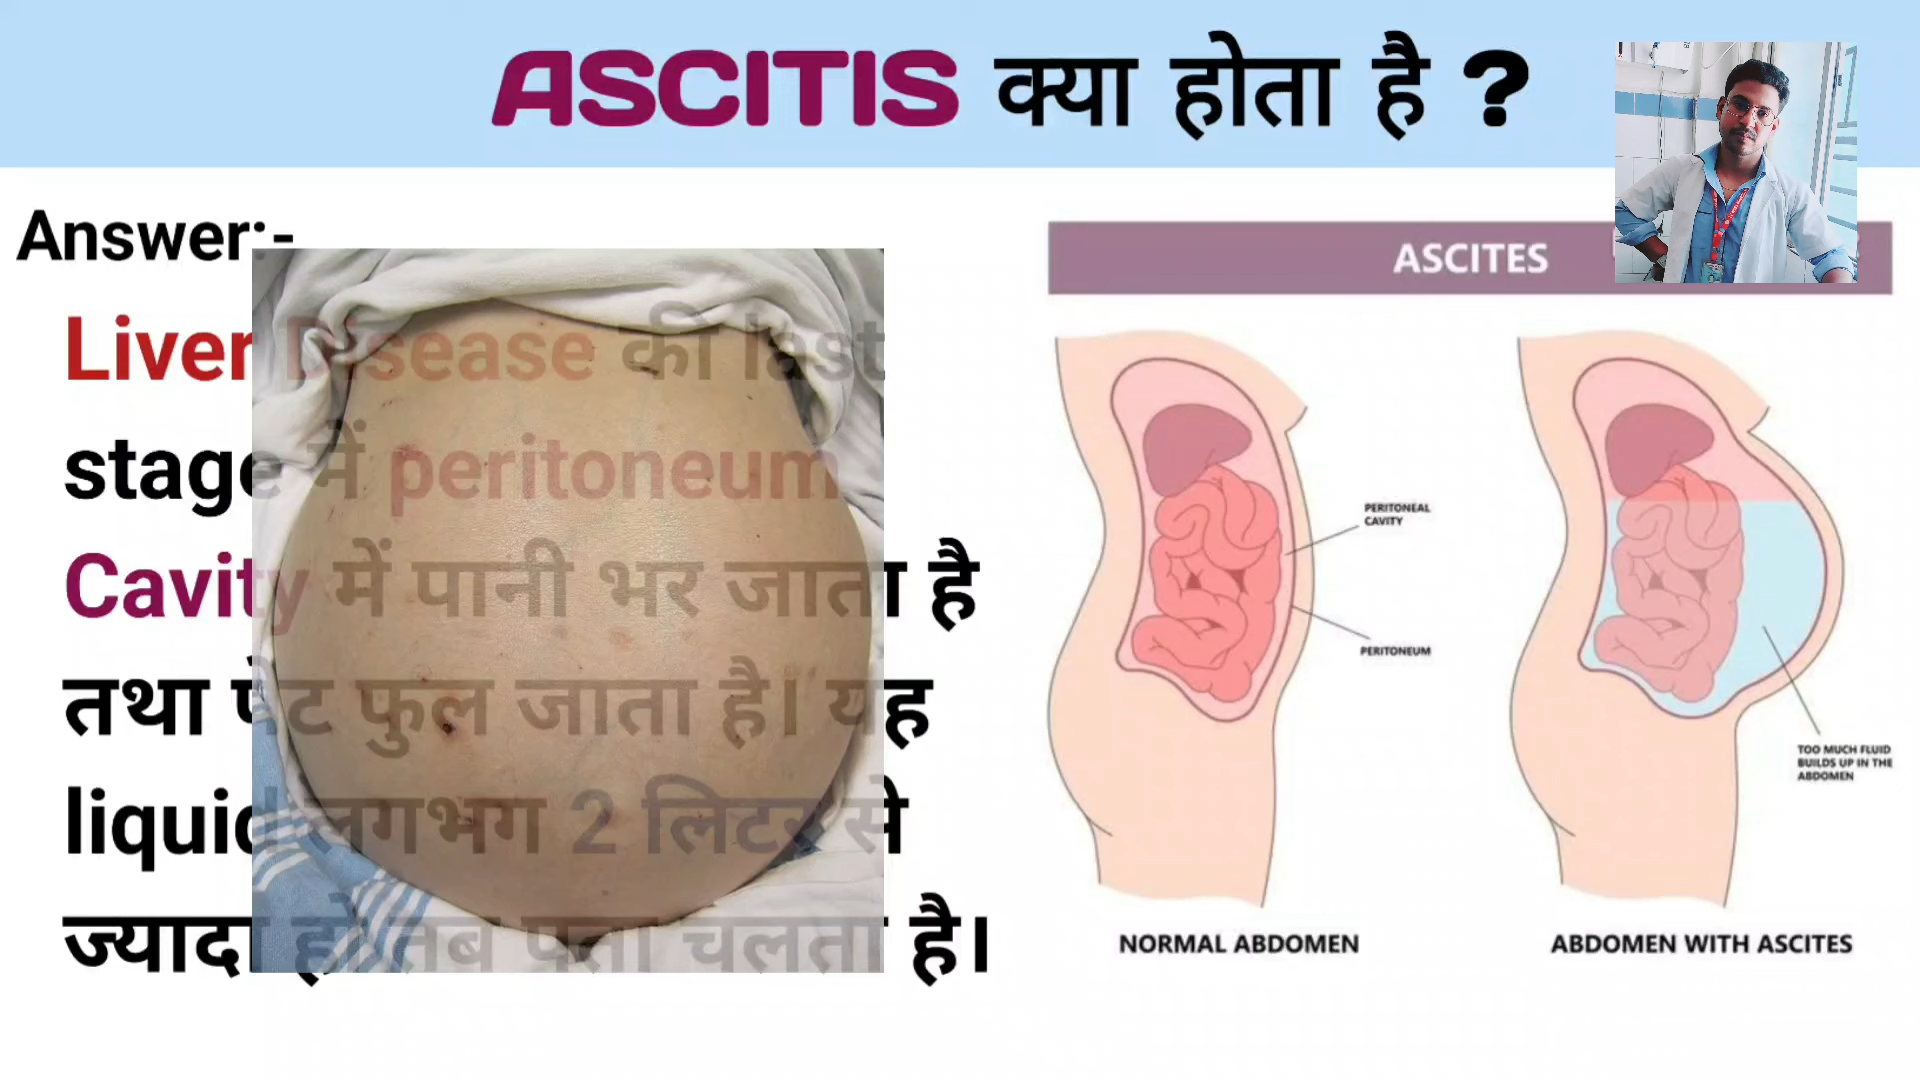 ASCITIS क्या होता है ?
Answer:-
Liver Disease की last
stage में peritoneum
Cavity में पानी भर जाता है
तथा पेट फुल जाता है। यह
liquid लगभग 2 लिटर से
ज्यादा हो तब पता चलता है।
ASCITES
PERITONEAL
CAVITY
PERITONEUM
TOO MUCH FLUID
BUILDS UP IN THE
ABDOMEN
NORMAL ABDOMEN
ABDOMEN WITH ASCITES